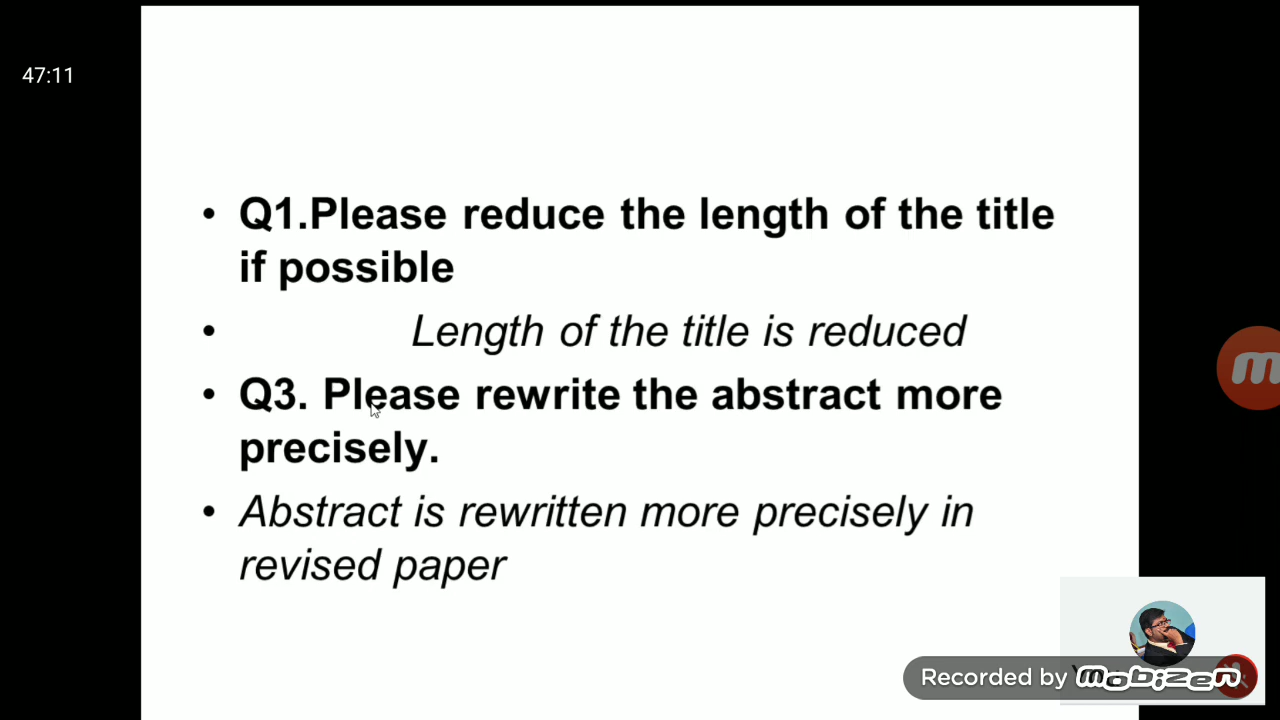 47:11
• Q1.Please reduce the length of the title
if possible
• Length of the title is reduced
• Q3. Please rewrite the abstract more
precisely.
• Abstract is rewritten more precisely in
revised paper
Recorded by mobizen